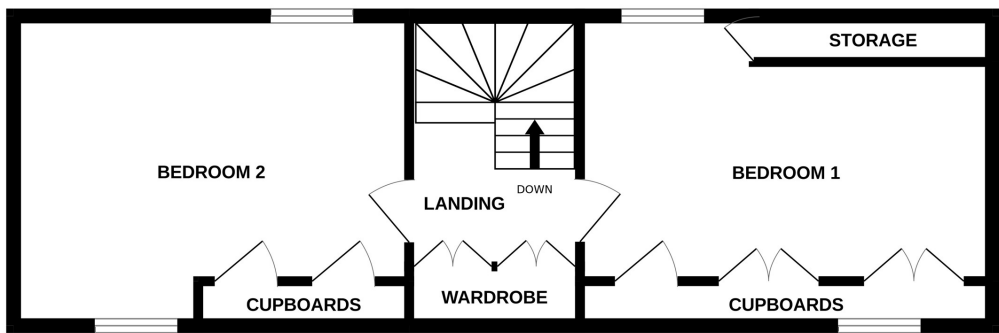 STORAGE
BEDROOM 2
BEDROOM 1
DOWN
LANDING
CUPBOARDS
WARDROBE
CUPBOARDS